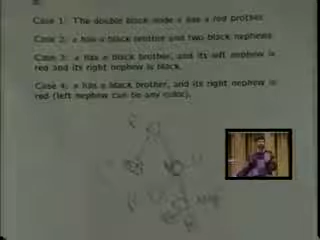 Case 1: The double black node x has a red brother.
Case 2: x has a black brother and two black nephews.
Case 3: x has a black brother, and its left nephew is
red and its right nephew is black.
Case 4: x has a black brother, and its right nephew is
red (left nephew can be any color).